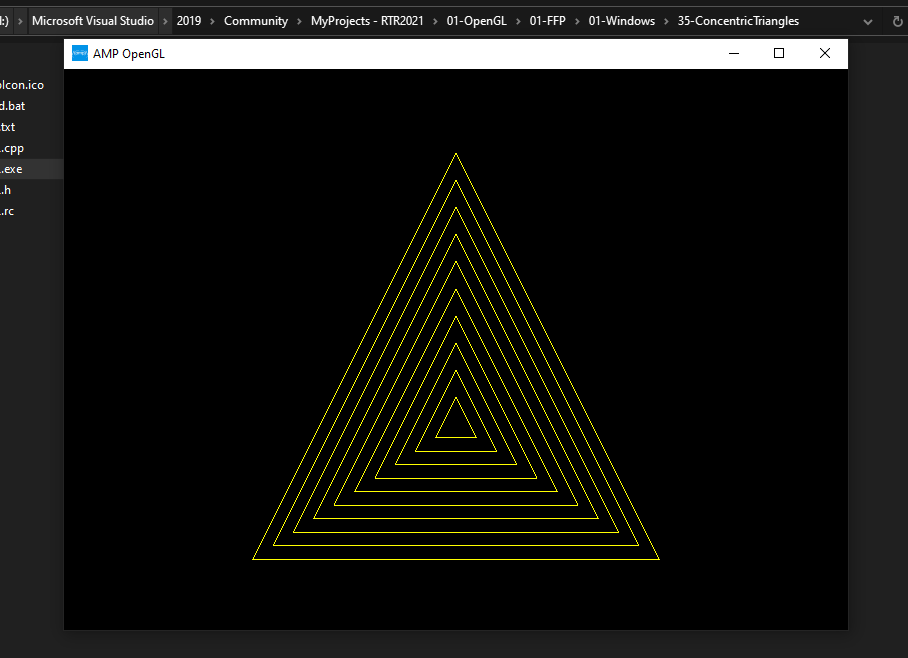 :) > Microsoft Visual Studio > 2019 > Community > MyProjects - RTR2021 > 01-OpenGL > 01-FFP > 01-Windows > 35-ConcentricTriangles
AMP OpenGL
Icon.ico
d.bat
.txt
.cpp
.exe
.h
.rc